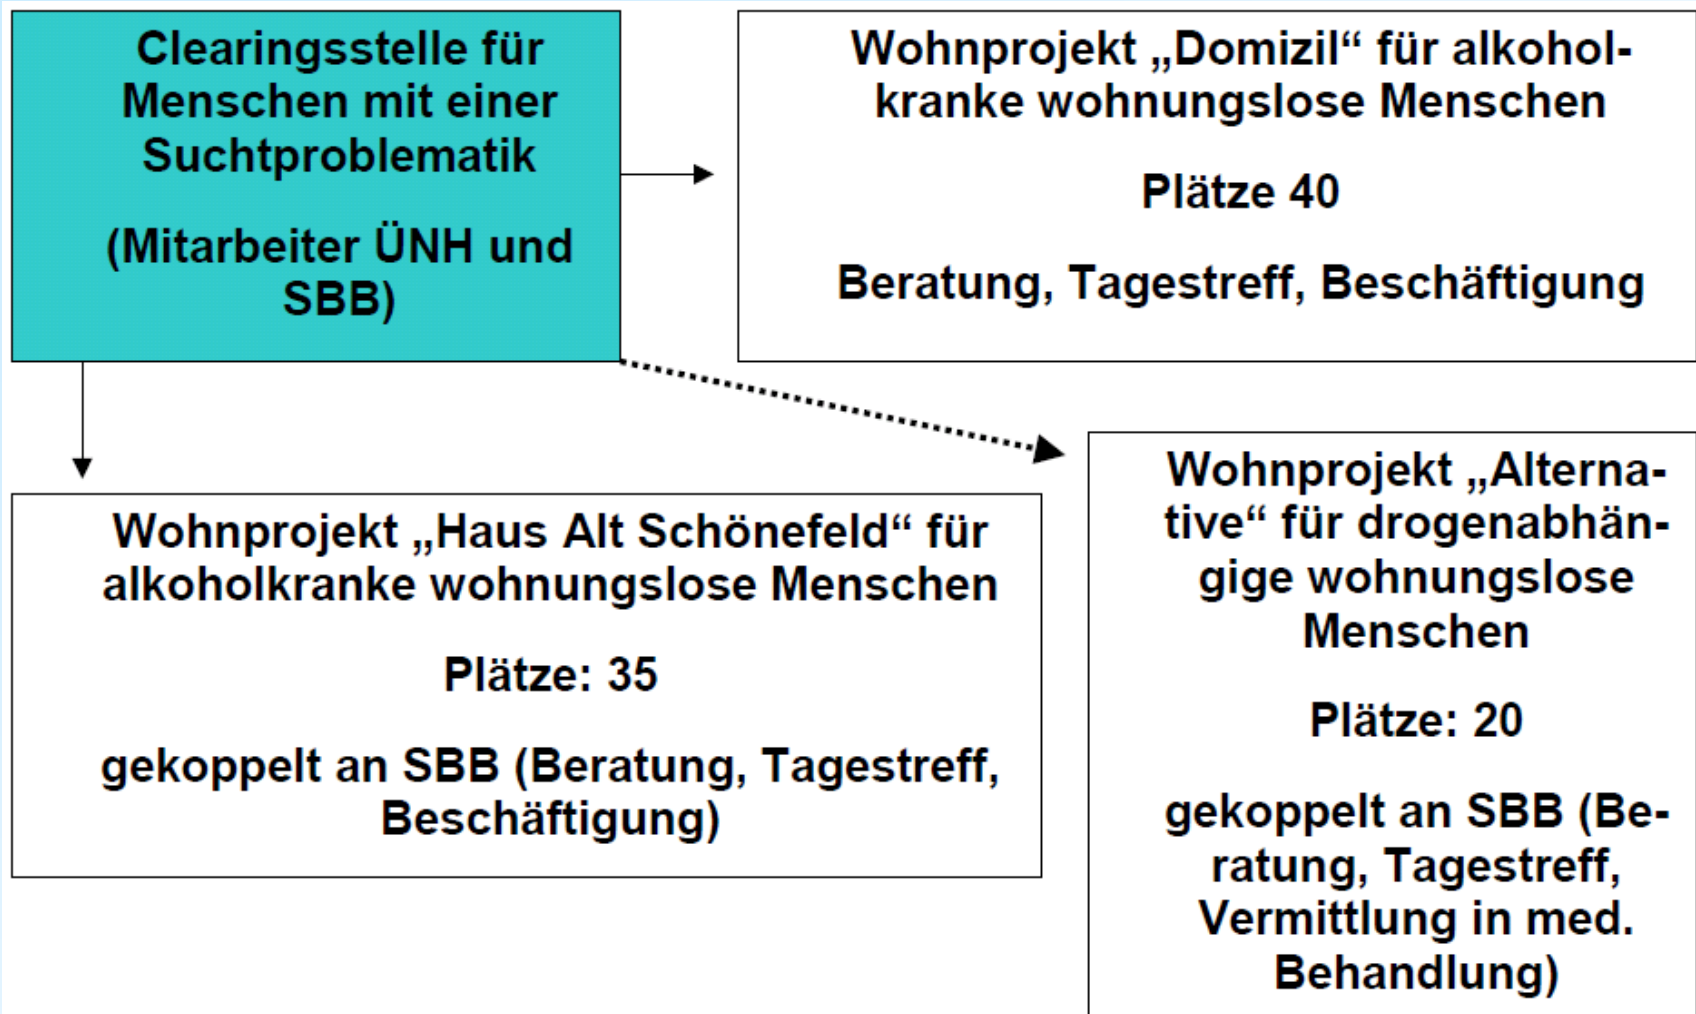 Clearingsstelle für
Menschen mit einer
Suchtproblematik
(Mitarbeiter ÜNH und
SBB)
Wohnprojekt „Domizil“ für alkohol-
kranke wohnungslose Menschen
Plätze 40
Beratung, Tagestreff, Beschäftigung
Wohnprojekt „Haus Alt Schönefeld“ für
alkoholkranke wohnungslose Menschen
Plätze: 35
gekoppelt an SBB (Beratung, Tagestreff,
Beschäftigung)
Wohnprojekt „Alterna-
tive“ für drogenabhän-
gige wohnungslose
Menschen
Plätze: 20
gekoppelt an SBB (Be-
ratung, Tagestreff,
Vermittlung in med.
Behandlung)